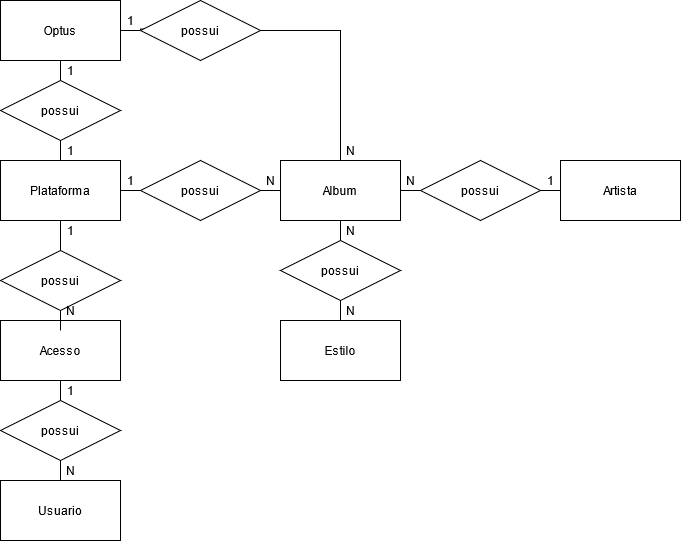 Optus
1
possui
1
possui
1
N
Plataforma
1
possui
N
Album
N
possui
1
Artista
1
N
possui
possui
N
N
Acesso
Estilo
1
possui
N
Usuario